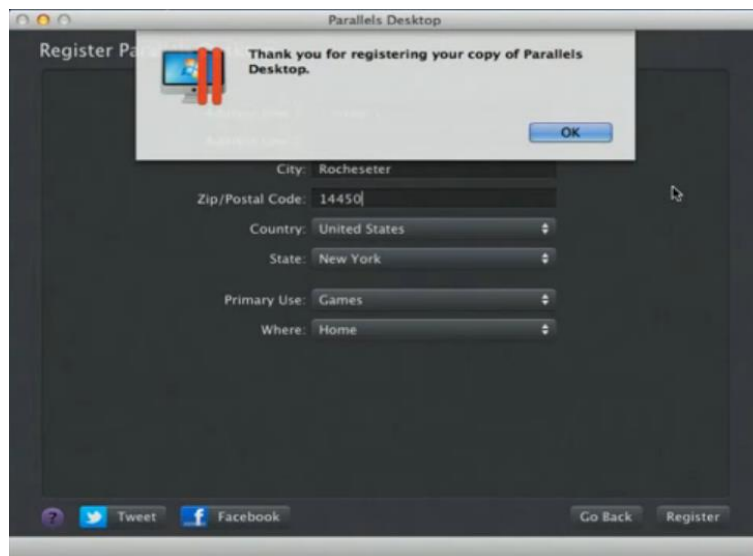 Parallels Desktop
Register Pa
Thank you for registering your copy of Parallels
Desktop.
OK
City: Rocheseter
Zip/Postal Code: 14450
Country: United States
State: New York
Primary Use: Games
Where: Home
? Tweet Facebook Go Back Register